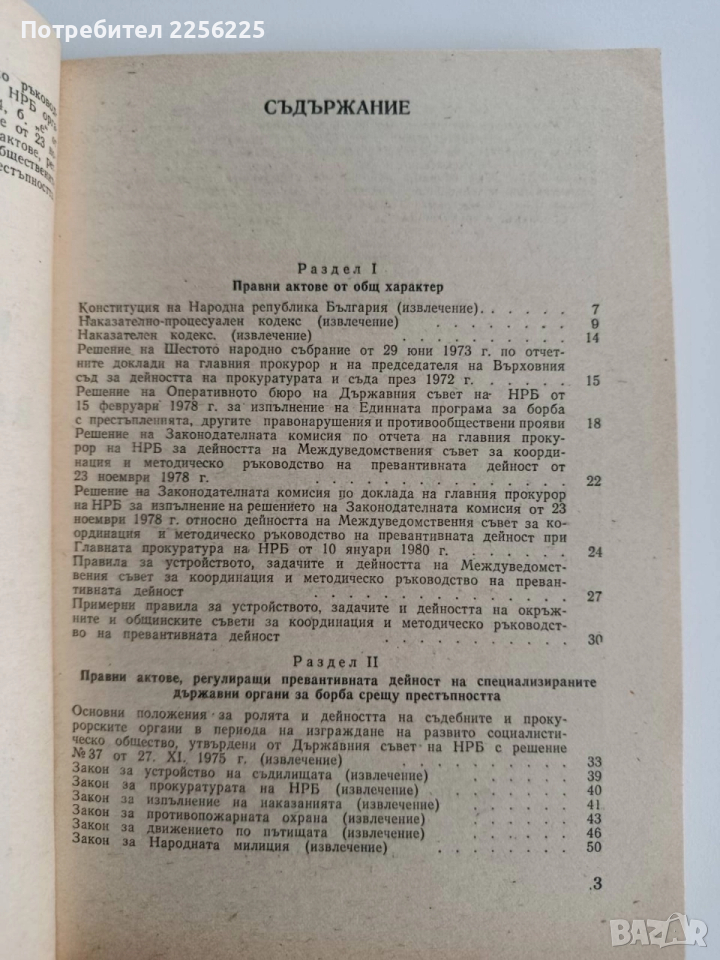 Потребител 2256225
о ръковод
НРБ орга
б. „е“
е от 23
актове, ре
бществени
рестъпността
СЪДЪРЖАНИЕ
Раздел I
Правни актове от общ характер
Конституция на Народна република България (извлечение). . . . . . 7
Наказателно-процесуален кодекс (извлечение) . . . . . . . . 9
Наказателен кодекс. (извлечение) . . . . . . . . . . 14
Решение на Шестото народно събрание от 29 юни 1973 г. по отчет-
ните доклади на главния прокурор и на председателя на Върховния
съд за дейността на прокуратурата и съда през 1972 г. . . . . . . 15
Решение на Оперативното бюро на Държавния съвет на НРБ от
15 февруари 1978 г. за изпълнение на Единната програма за борба
с престъпленията, другите правонарушения и противообществени прояви 18
Решение на Законодателната комисия по отчета на главния проку-
рор на НРБ за дейността на Междуведомствения съвет за коорди-
нация и методическо ръководство на превантивната дейност от
23 ноември 1978 г. . . . . . . . . . . . 22
Решение на Законодателната комисия по доклада на главния прокурор
на НРБ за изпълнение на решението на Законодателната комисия от 23
ноември 1978 г. относно дейността на Междуведомствения съвет за ко-
ординация и методическо ръководство на превантивната дейност при
Главната прокуратура на НРБ от 10 януари 1980 г. . . . . . . . 24
Правила за устройството, задачите и дейността на Междуведомст-
вения съвет за координация и методическо ръководство на преван-
тивната дейност . . . . . . . . . . . . 27
Примерни правила за устройството, задачите и дейността на окръж-
ните и общинските съвети за координация и методическо ръководст-
во на превантивната дейност . . . . . . . . . . 30
Раздел II
Правни актове, регулиращи превантивната дейност на специализираните
държавни органи за борба срещу престъпността
Основни положения за ролята и дейността на съдебните и проку-
рорските органи в периода на изграждане на развито социалисти-
ческо общество, утвърдени от Държавния съвет на НРБ с решение
№ 37 от 27. XI. 1975 г. (извлечение) . . . . . . . . . 33
Закон за устройство на съдилищата (извлечение) . . . . . . . 39
Закон за прокуратурата на НРБ (извлечение) . . . . . . . . 40
Закон за изпълнение на наказанията (извлечение) . . . . . . . 41
Закон за противопожарната охрана (извлечение) . . . . . . . 43
Закон за движението по пътищата (извлечение) . . . . . . . 46
Закон за Народната милиция (извлечение) . . . . . . . 50
3
BAZAR